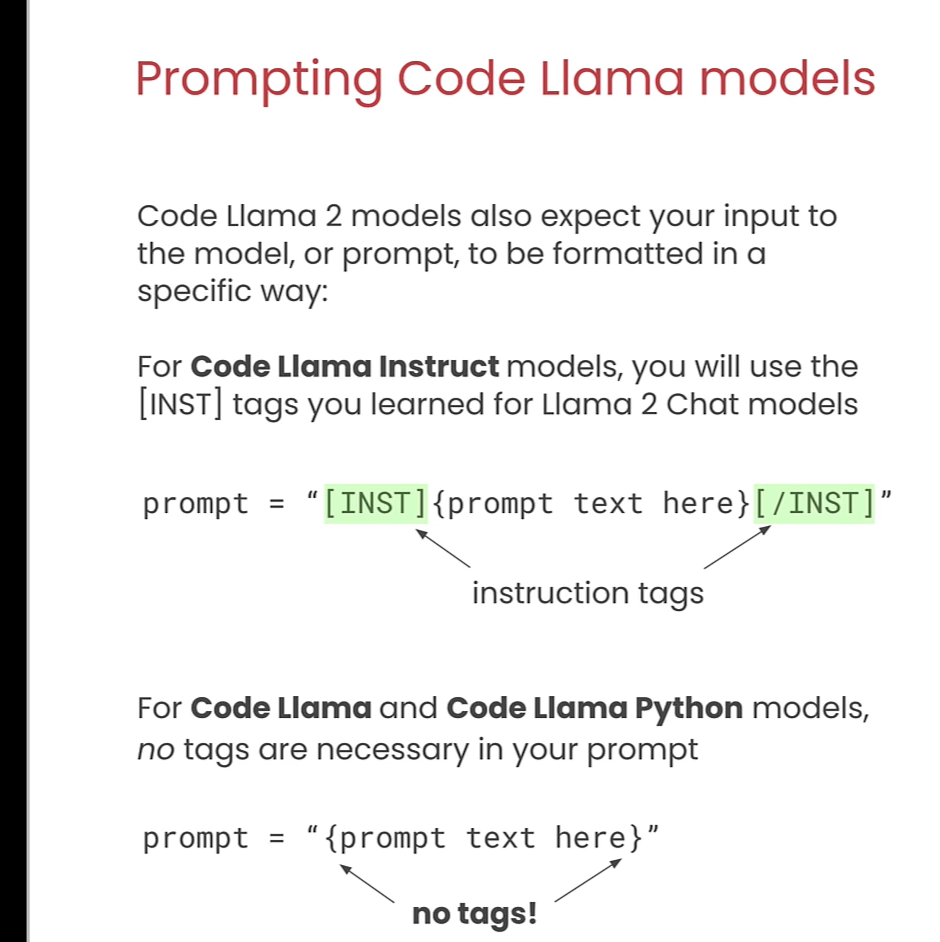 Prompting Code Llama models
Code Llama 2 models also expect your input to
the model, or prompt, to be formatted in a
specific way:
For Code Llama Instruct models, you will use the
[INST] tags you learned for Llama 2 Chat models
prompt = “[INST]{prompt text here}[/INST]”
instruction tags
For Code Llama and Code Llama Python models,
no tags are necessary in your prompt
prompt = “{prompt text here}”
no tags!